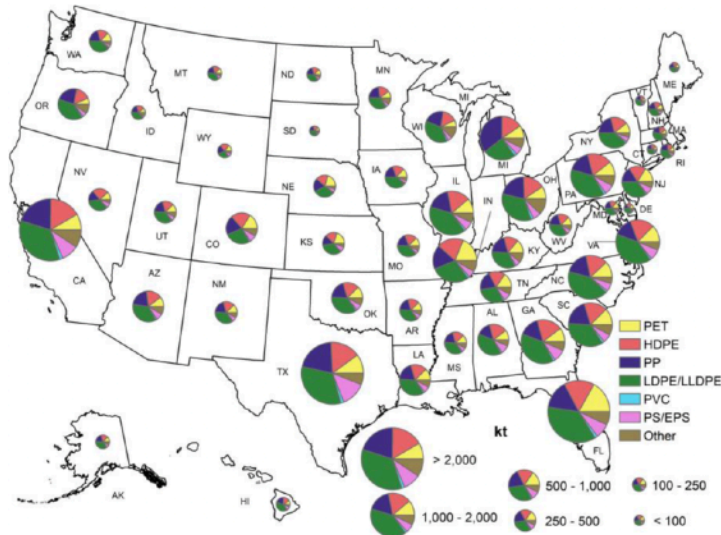 WA
MT
ND
MN
OR
ID
WY
SD
WI
MI
MI
NY
VT
ME
NH
MA
CT
RI
NV
UT
CO
NE
IA
IL
IN
OH
PA
NJ
MD
DE
WV
VA
CA
AZ
NM
KS
MO
KY
OK
AR
TN
NC
SC
TX
LA
MS
AL
GA
FL
AK
HI
PET
HDPE
PP
LDPE/LLDPE
PVC
PS/EPS
Other
kt
> 2,000
1,000 - 2,000
500 - 1,000
250 - 500
100 - 250
< 100